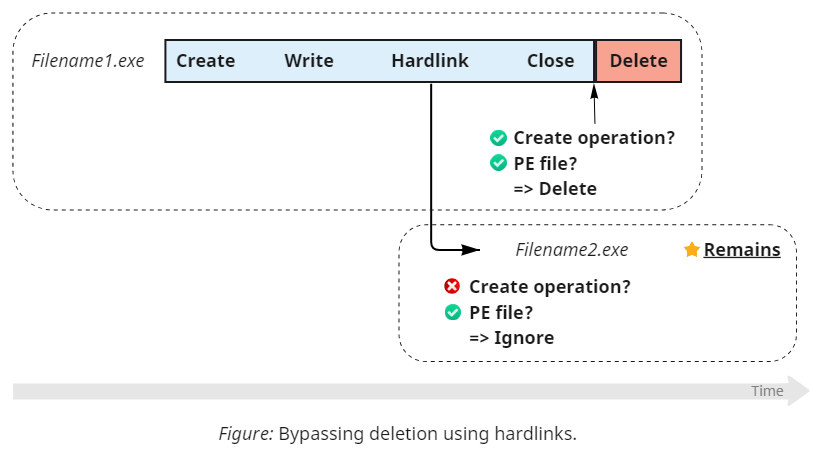 Filename1.exe Create Write Hardlink Close Delete
Create operation?
PE file?
=> Delete
Filename2.exe Remains
Create operation?
PE file?
=> Ignore
Time
Figure: Bypassing deletion using hardlinks.